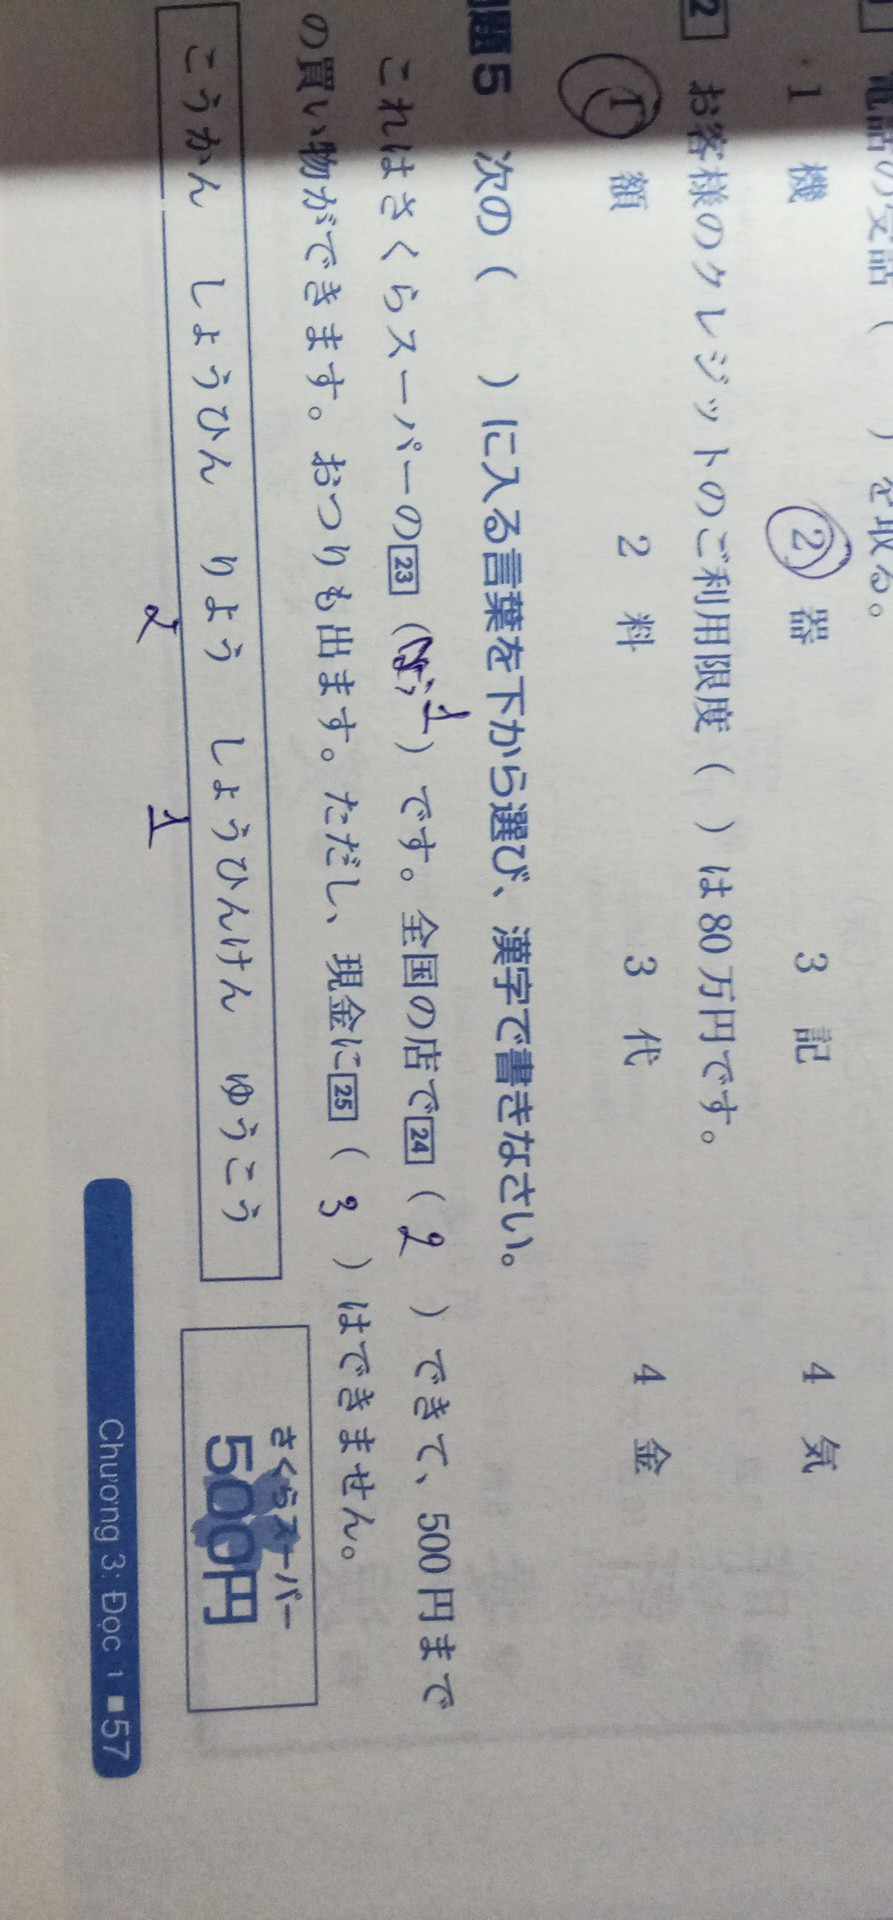 電話の受話（　）を取る。
1 機　2 器　3 記　4 気
2 お客様のクレジットのご利用限度（　）は80万円です。
1 額　2 料　3 代　4 金
題5 次の（　）に入る言葉を下から選び、漢字で書きなさい。
これはさくらスーパーの23（ 1 ）です。全国の店で24（ 2 ）できて、500円まで
の買い物ができます。おつりも出ます。ただし、現金に25（ 3 ）はできません。
こうかん　しょうひん　りよう　しょうひんけん　ゆうこう
2　1
さくらスーパー
500円
Chương 3: Đọc 1 ■ 57